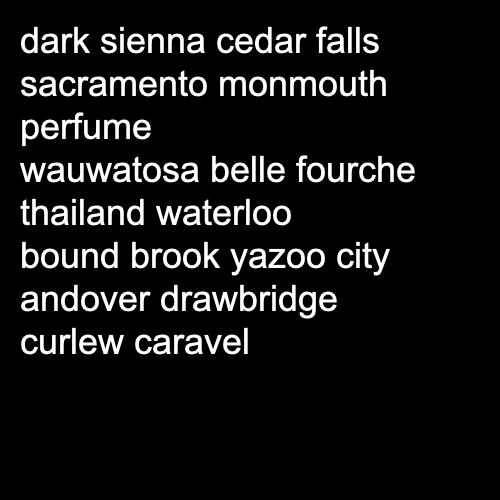 dark sienna cedar falls
sacramento monmouth
perfume
wauwatosa belle fourche
thailand waterloo
bound brook yazoo city
andover drawbridge
curlew caravel